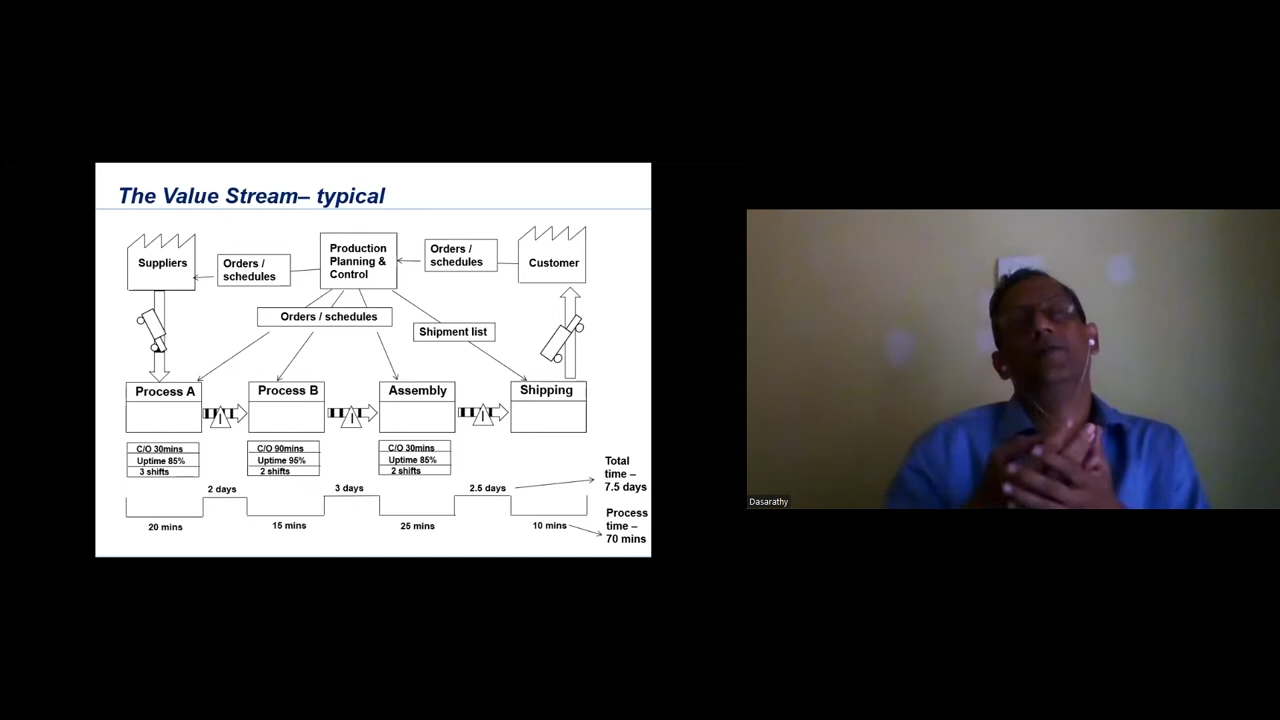 The Value Stream– typical
Suppliers
Orders /
schedules
Production
Planning &
Control
Orders /
schedules
Customer
Orders / schedules
Shipment list
Process A
Process B
Assembly
Shipping
I
I
I
C/O 30mins
Uptime 85%
3 shifts
C/O 90mins
Uptime 95%
2 shifts
C/O 30mins
Uptime 85%
2 shifts
2 days
3 days
2.5 days
Total
time –
7.5 days
20 mins
15 mins
25 mins
10 mins
Process
time –
70 mins
Dasarathy